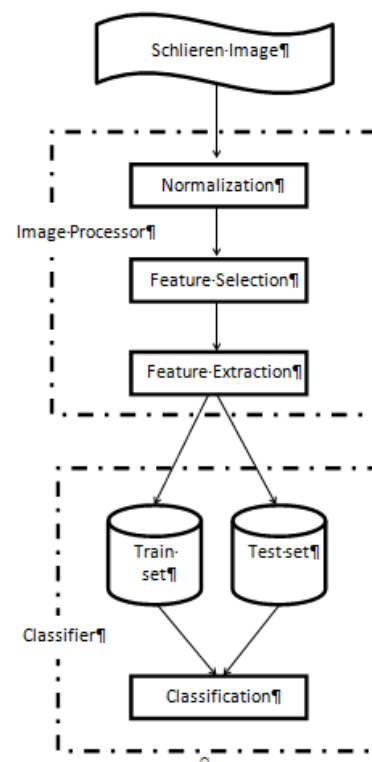 Schlieren·Image¶
Normalization¶
Image·Processor¶
Feature·Selection¶
Feature·Extraction¶
Train·
set¶
Test·set¶
Classifier¶
Classification¶